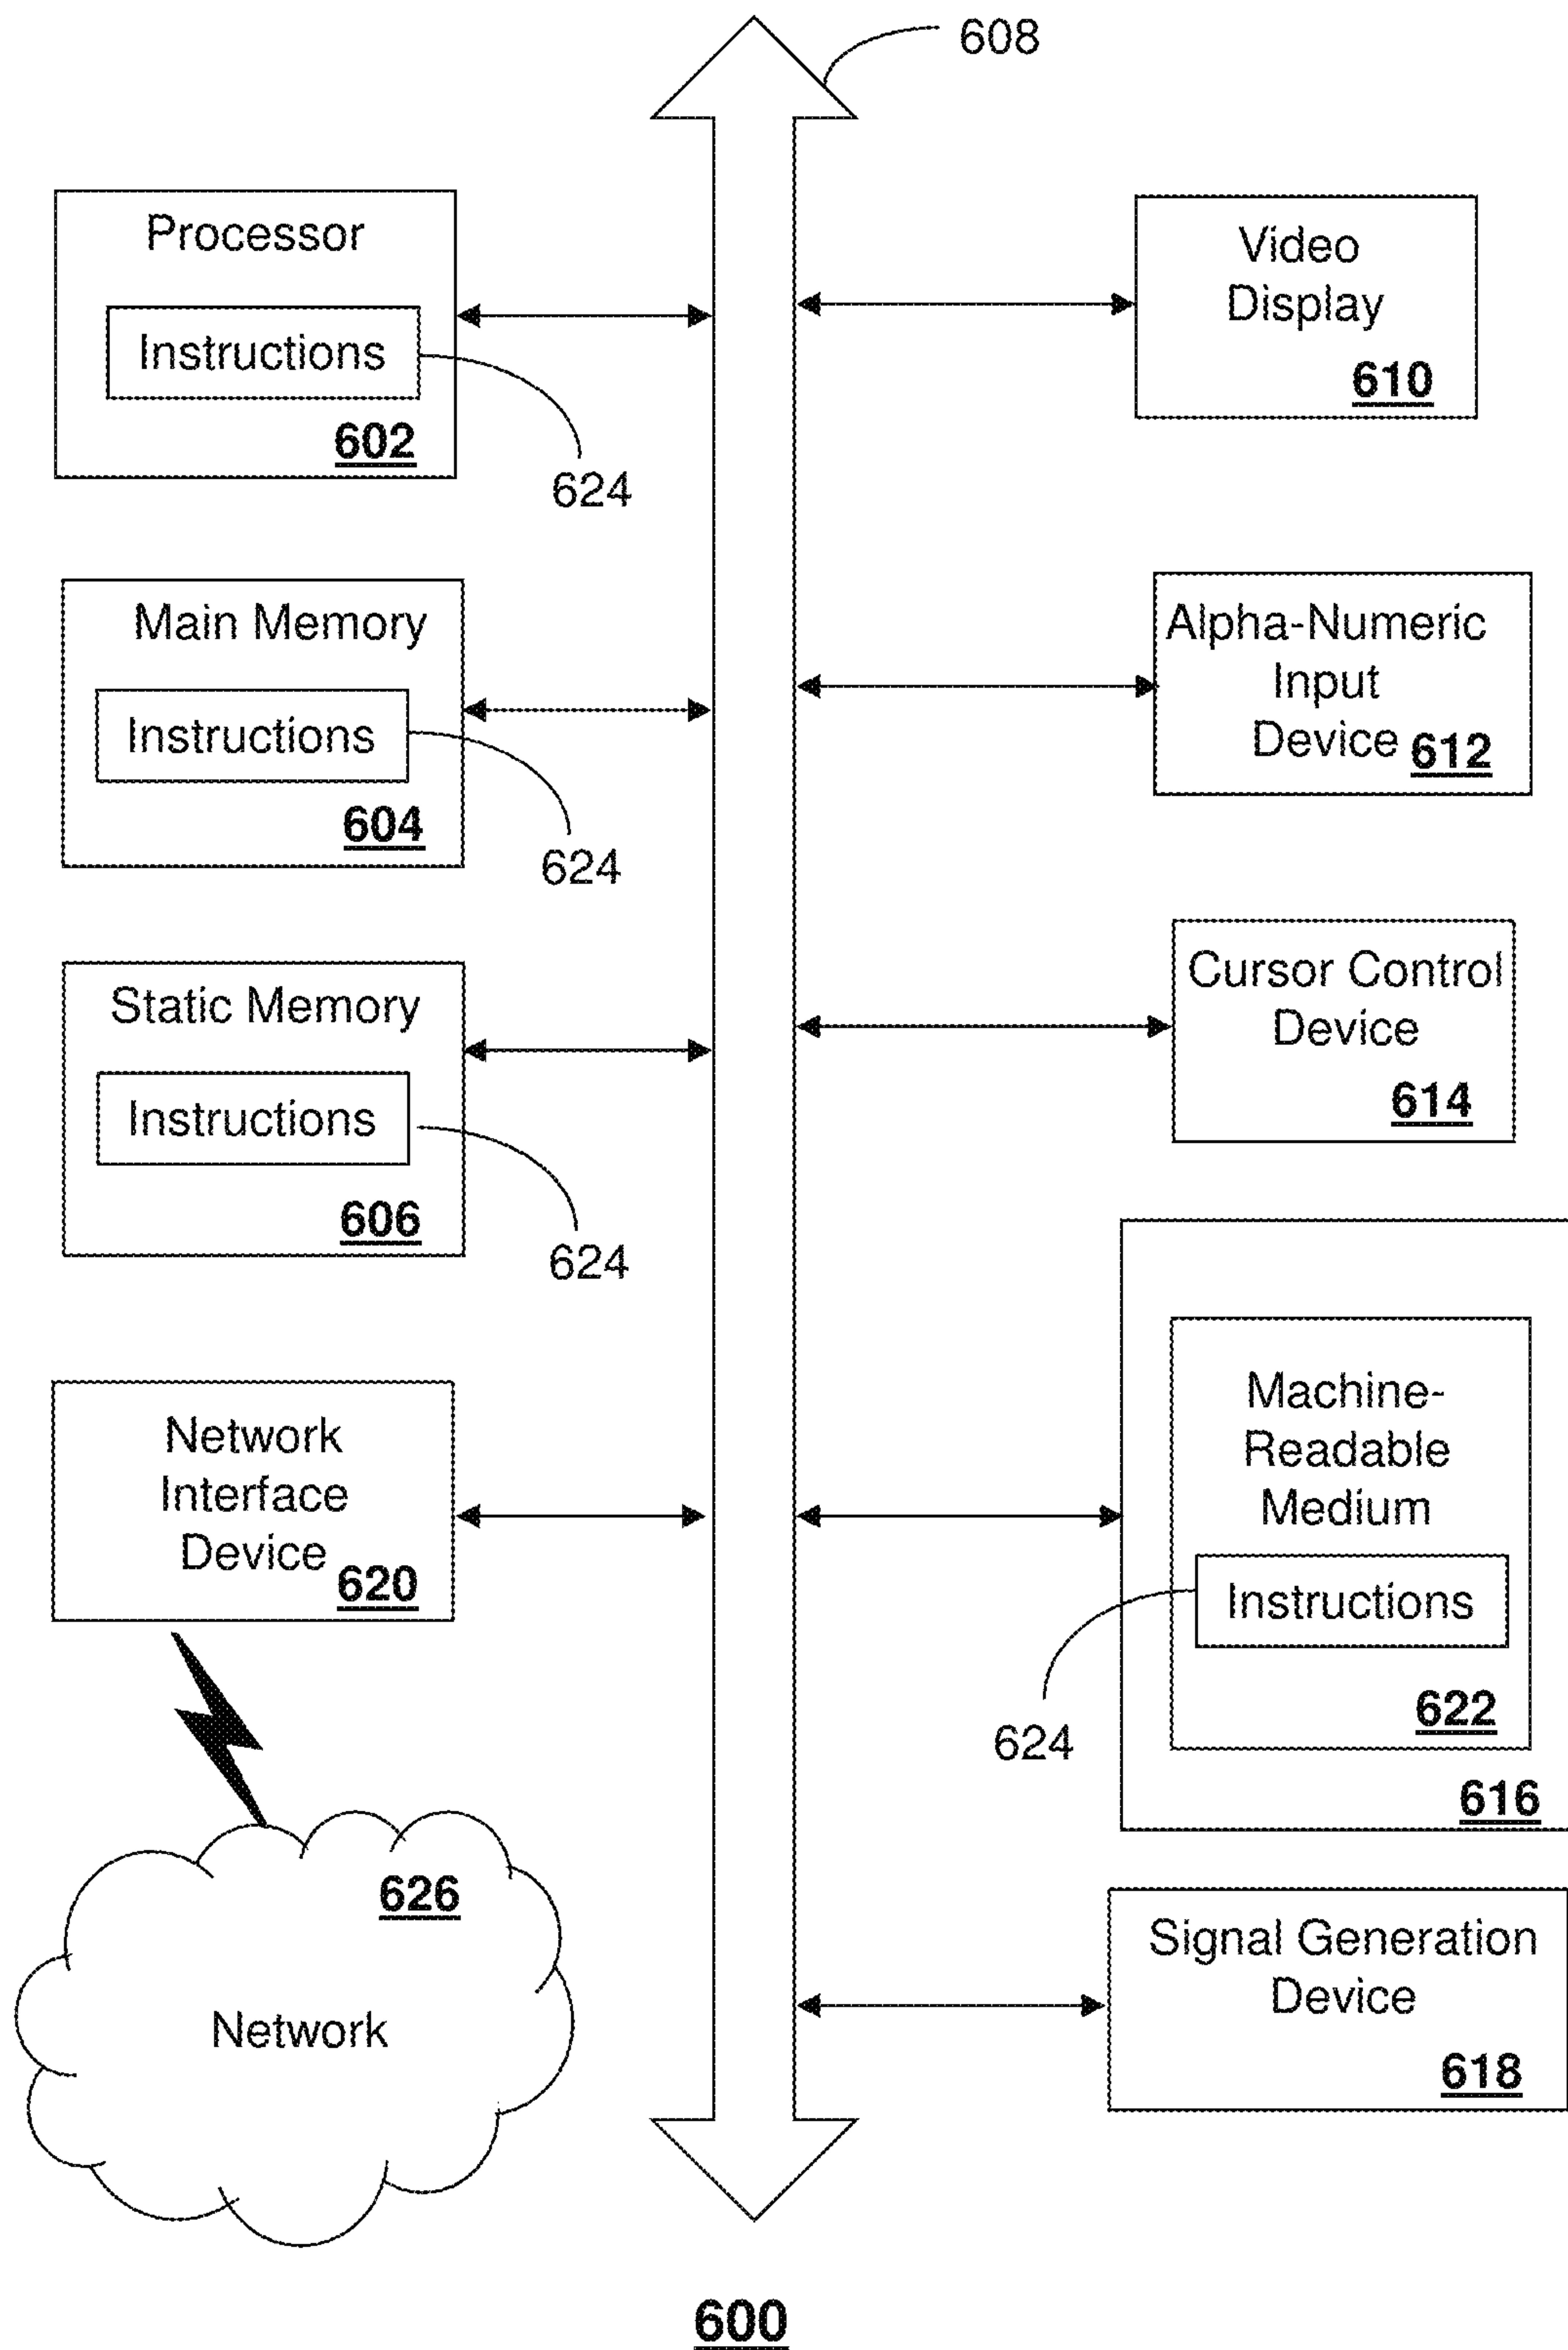 608
Processor
Instructions
602
624
Main Memory
Instructions
604
624
Static Memory
Instructions
606
624
Network
Interface
Device
620
626
Network
Video
Display
610
Alpha-Numeric
Input
Device 612
Cursor Control
Device
614
Machine-
Readable
Medium
Instructions
624
622
616
Signal Generation
Device
618
600